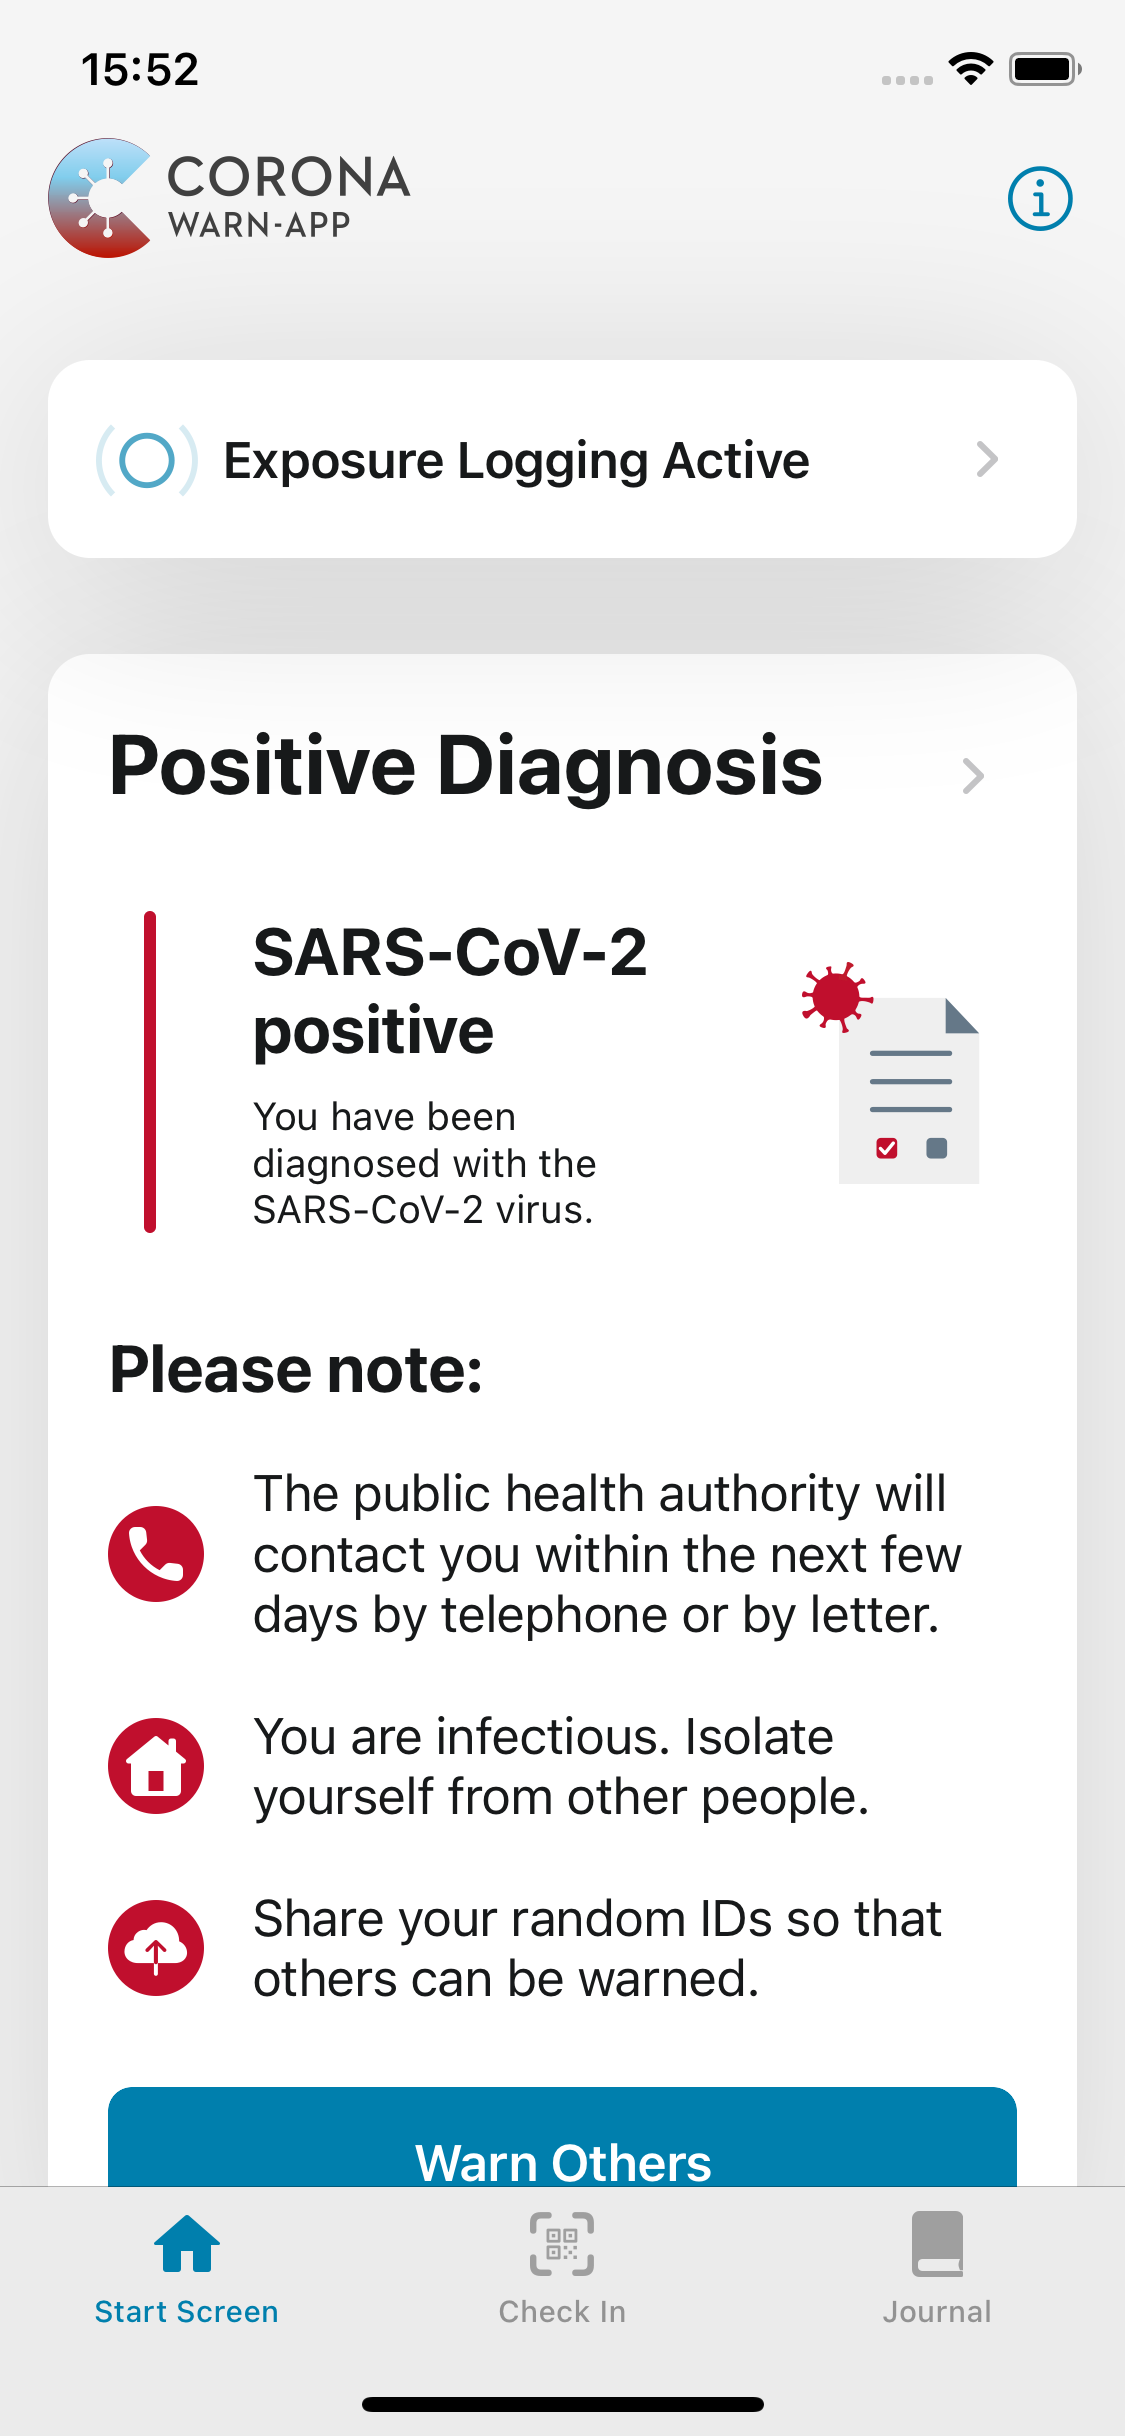 15:52
CORONA
WARN-APP
Exposure Logging Active
Positive Diagnosis
SARS-CoV-2
positive
You have been
diagnosed with the
SARS-CoV-2 virus.
Please note:
The public health authority will
contact you within the next few
days by telephone or by letter.
You are infectious. Isolate
yourself from other people.
Share your random IDs so that
others can be warned.
Warn Others
Start Screen
Check In
Journal